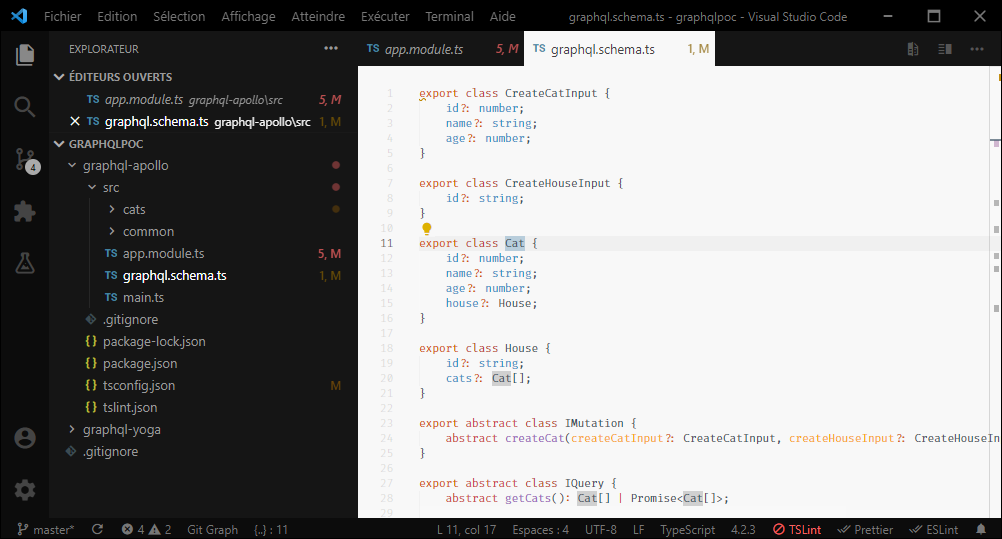 Fichier Edition Sélection Affichage Atteindre Exécuter Terminal Aide graphql.schema.ts - graphqlpoc - Visual Studio Code
EXPLORATEUR
ÉDITEURS OUVERTS
TS app.module.ts graphql-apollo\src 5, M
TS graphql.schema.ts graphql-apollo\src 1, M
GRAPHQLPOC
graphql-apollo
src
cats
common
TS app.module.ts 5, M
TS graphql.schema.ts 1, M
TS main.ts
.gitignore
{} package-lock.json
{} package.json
{} tsconfig.json M
{} tslint.json
graphql-yoga
.gitignore
4
TS app.module.ts 5, M TS graphql.schema.ts 1, M
1 export class CreateCatInput {
2 id?: number;
3 name?: string;
4 age?: number;
5 }
6
7 export class CreateHouseInput {
8 id?: string;
9 }
10
11 export class Cat {
12 id?: number;
13 name?: string;
14 age?: number;
15 house?: House;
16 }
17
18 export class House {
19 id?: string;
20 cats?: Cat[];
21 }
22
23 export abstract class IMutation {
24 abstract createCat(createCatInput?: CreateCatInput, createHouseInput?: CreateHouseIn
25 }
26
27 export abstract class IQuery {
28 abstract getCats(): Cat[] | Promise<Cat[]>;
29
master* 4 2 Git Graph {..} : 11 L 11, col 17 Espaces : 4 UTF-8 LF TypeScript 4.2.3 TSLint Prettier ESLint